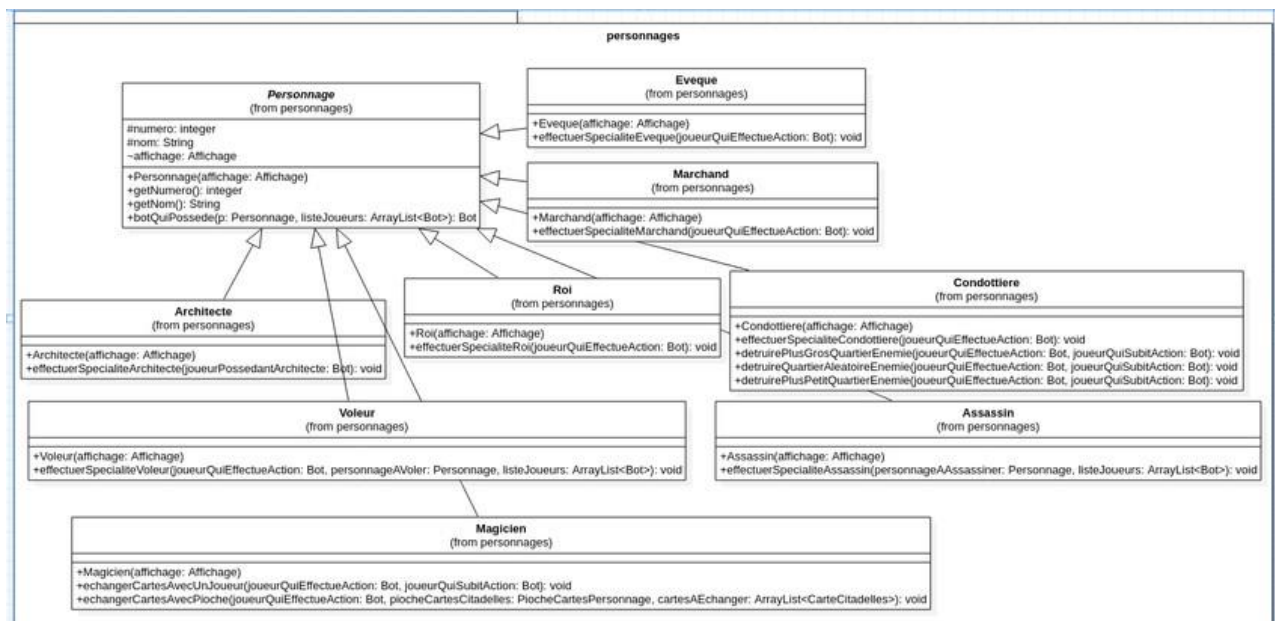 personnages
Personnage
(from personnages)
#numero: integer
#nom: String
~affichage: Affichage
+Personnage(affichage: Affichage)
+getNumero(): integer
+getNom(): String
+botQuiPossede(p: Personnage, listeJoueurs: ArrayList<Bot>): Bot
Eveque
(from personnages)
+Eveque(affichage: Affichage)
+effectuerSpecialiteEveque(joueurQuiEffectueAction: Bot): void
Marchand
(from personnages)
+Marchand(affichage: Affichage)
+effectuerSpecialiteMarchand(joueurQuiEffectueAction: Bot): void
Architecte
(from personnages)
+Architecte(affichage: Affichage)
+effectuerSpecialiteArchitecte(joueurPossedantArchitecte: Bot): void
Roi
(from personnages)
+Roi(affichage: Affichage)
+effectuerSpecialiteRoi(joueurQuiEffectueAction: Bot): void
Condottiere
(from personnages)
+Condottiere(affichage: Affichage)
+effectuerSpecialiteCondottiere(joueurQuiEffectueAction: Bot): void
+detruirePlusGrosQuartierEnemie(joueurQuiEffectueAction: Bot, joueurQuiSubitAction: Bot): void
+detruireQuartierAleatoireEnemie(joueurQuiEffectueAction: Bot, joueurQuiSubitAction: Bot): void
+detruirePlusPetitQuartierEnemie(joueurQuiEffectueAction: Bot, joueurQuiSubitAction: Bot): void
Voleur
(from personnages)
+Voleur(affichage: Affichage)
+effectuerSpecialiteVoleur(joueurQuiEffectueAction: Bot, personnageAVoler: Personnage, listeJoueurs: ArrayList<Bot>): void
Assassin
(from personnages)
+Assassin(affichage: Affichage)
+effectuerSpecialiteAssassin(personnageAAssassiner: Personnage, listeJoueurs: ArrayList<Bot>): void
Magicien
(from personnages)
+Magicien(affichage: Affichage)
+echangerCartesAvecUnJoueur(joueurQuiEffectueAction: Bot, joueurQuiSubitAction: Bot): void
+echangerCartesAvecPioche(joueurQuiEffectueAction: Bot, piocheCartesCitadelles: PiocheCartesPersonnage, cartesAEchanger: ArrayList<CarteCitadelles>): void